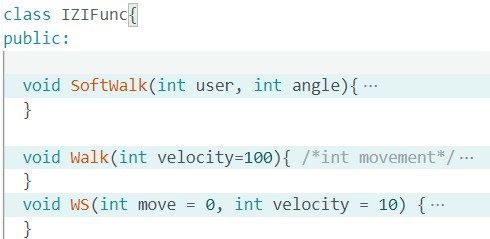 class IZIFunc{
public:
void SoftWalk(int user, int angle){ ···
}
void Walk(int velocity=100){ /*int movement*/ ···
}
void WS(int move = 0, int velocity = 10) { ···
}